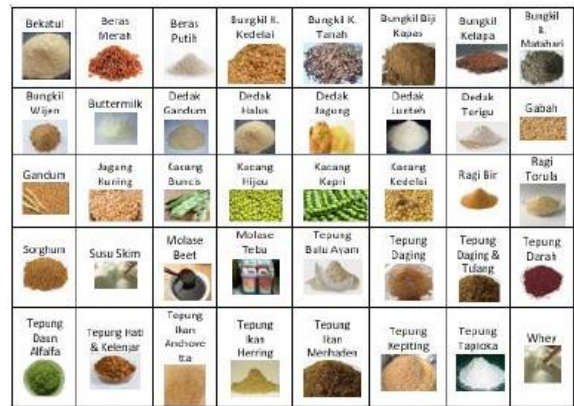 Bekatul
Beras
Merah
Beras
Putih
Bungkil K.
Kedelai
Bungkil K.
Tanah
Bungkil Biji
Kapas
Bungkil
Kelapa
Bungkil
B.
Matahari
Bungkil
Wijen
Buttermilk
Dedak
Gandum
Dedak
Halus
Dedak
Jagung
Dedak
Lunteh
Dedak
Terigu
Gabah
Gandum
Jagung
Kuning
Kacang
Buncis
Kacang
Hijau
Kacang
Kapri
Kacang
Kedelai
Ragi Bir
Ragi
Torula
Sorghum
Susu Skim
Molase
Beet
Molase
Tebu
Tepung
Bulu Ayam
Tepung
Daging
Tepung
Daging &
Tulang
Tepung
Darah
Tepung
Daun
Alfalfa
Tepung Hati
& Kelenjar
Tepung
Ikan
Anchove
tta
Tepung
Ikan
Herring
Tepung
Ikan
Menhaden
Tepung
Kepiting
Tepung
Tapioka
Whey